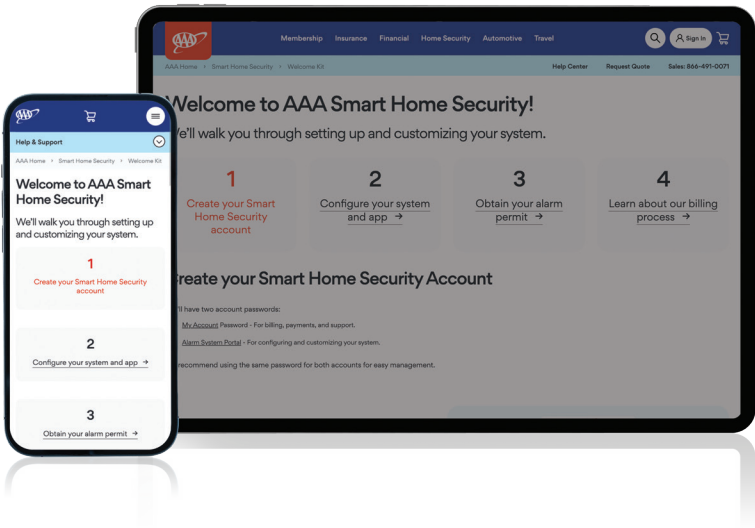 AAA
Membership Insurance Financial Home Security Automotive Travel
Sign In
AAA Home > Smart Home Security > Welcome Kit
Help Center Request Quote Sales: 866-491-0071
Welcome to AAA Smart Home Security!
e'll walk you through setting up and customizing your system.
1
Create your Smart
Home Security
account
2
Configure your system
and app →
3
Obtain your alarm
permit →
4
Learn about our billing
process →
reate your Smart Home Security Account
'll have two account passwords:
My Account Password - For billing, payments, and support.
Alarm System Portal - For configuring and customizing your system.
recommend using the same password for both accounts for easy management.
AAA
Help & Support
AAA Home > Smart Home Security > Welcome Kit
Welcome to AAA Smart
Home Security!
We'll walk you through setting up
and customizing your system.
1
Create your Smart Home Security
account
2
Configure your system and app →
3
Obtain your alarm permit →